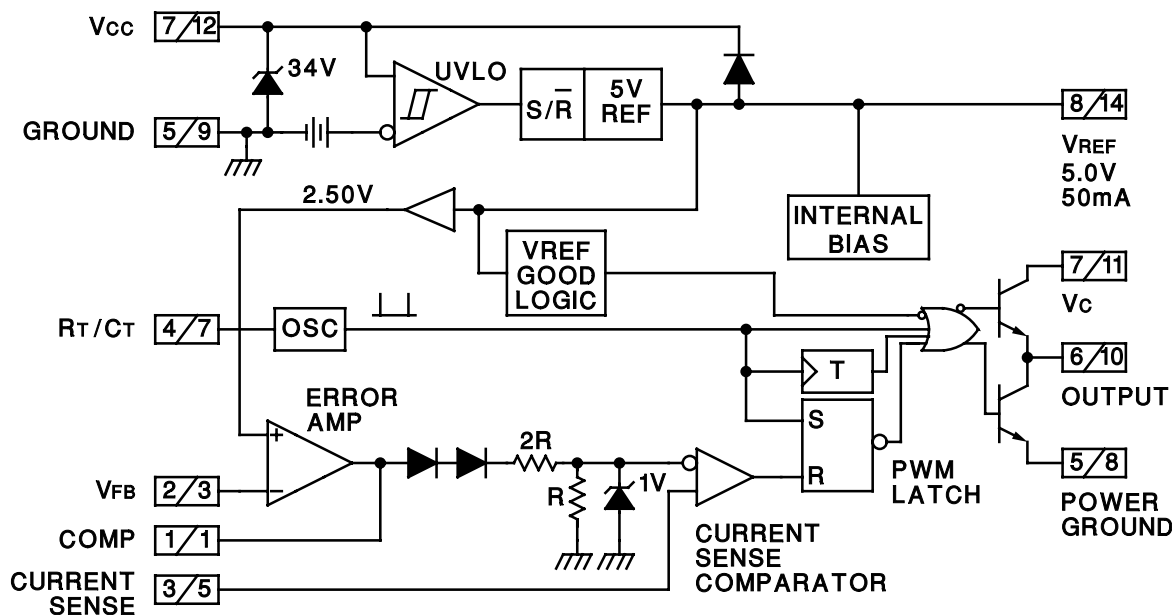 VCC 7/12
34V
UVLO
S/R̅
5V
REF
GROUND 5/9
8/14
VREF
5.0V
50mA
2.50V
INTERNAL
BIAS
VREF
GOOD
LOGIC
7/11
VC
RT/CT 4/7
OSC
T
6/10
OUTPUT
ERROR
AMP
+
−
2R
R
1V
S
R
PWM
LATCH
5/8
POWER
GROUND
VFB 2/3
COMP 1/1
CURRENT
SENSE
COMPARATOR
CURRENT
SENSE
3/5